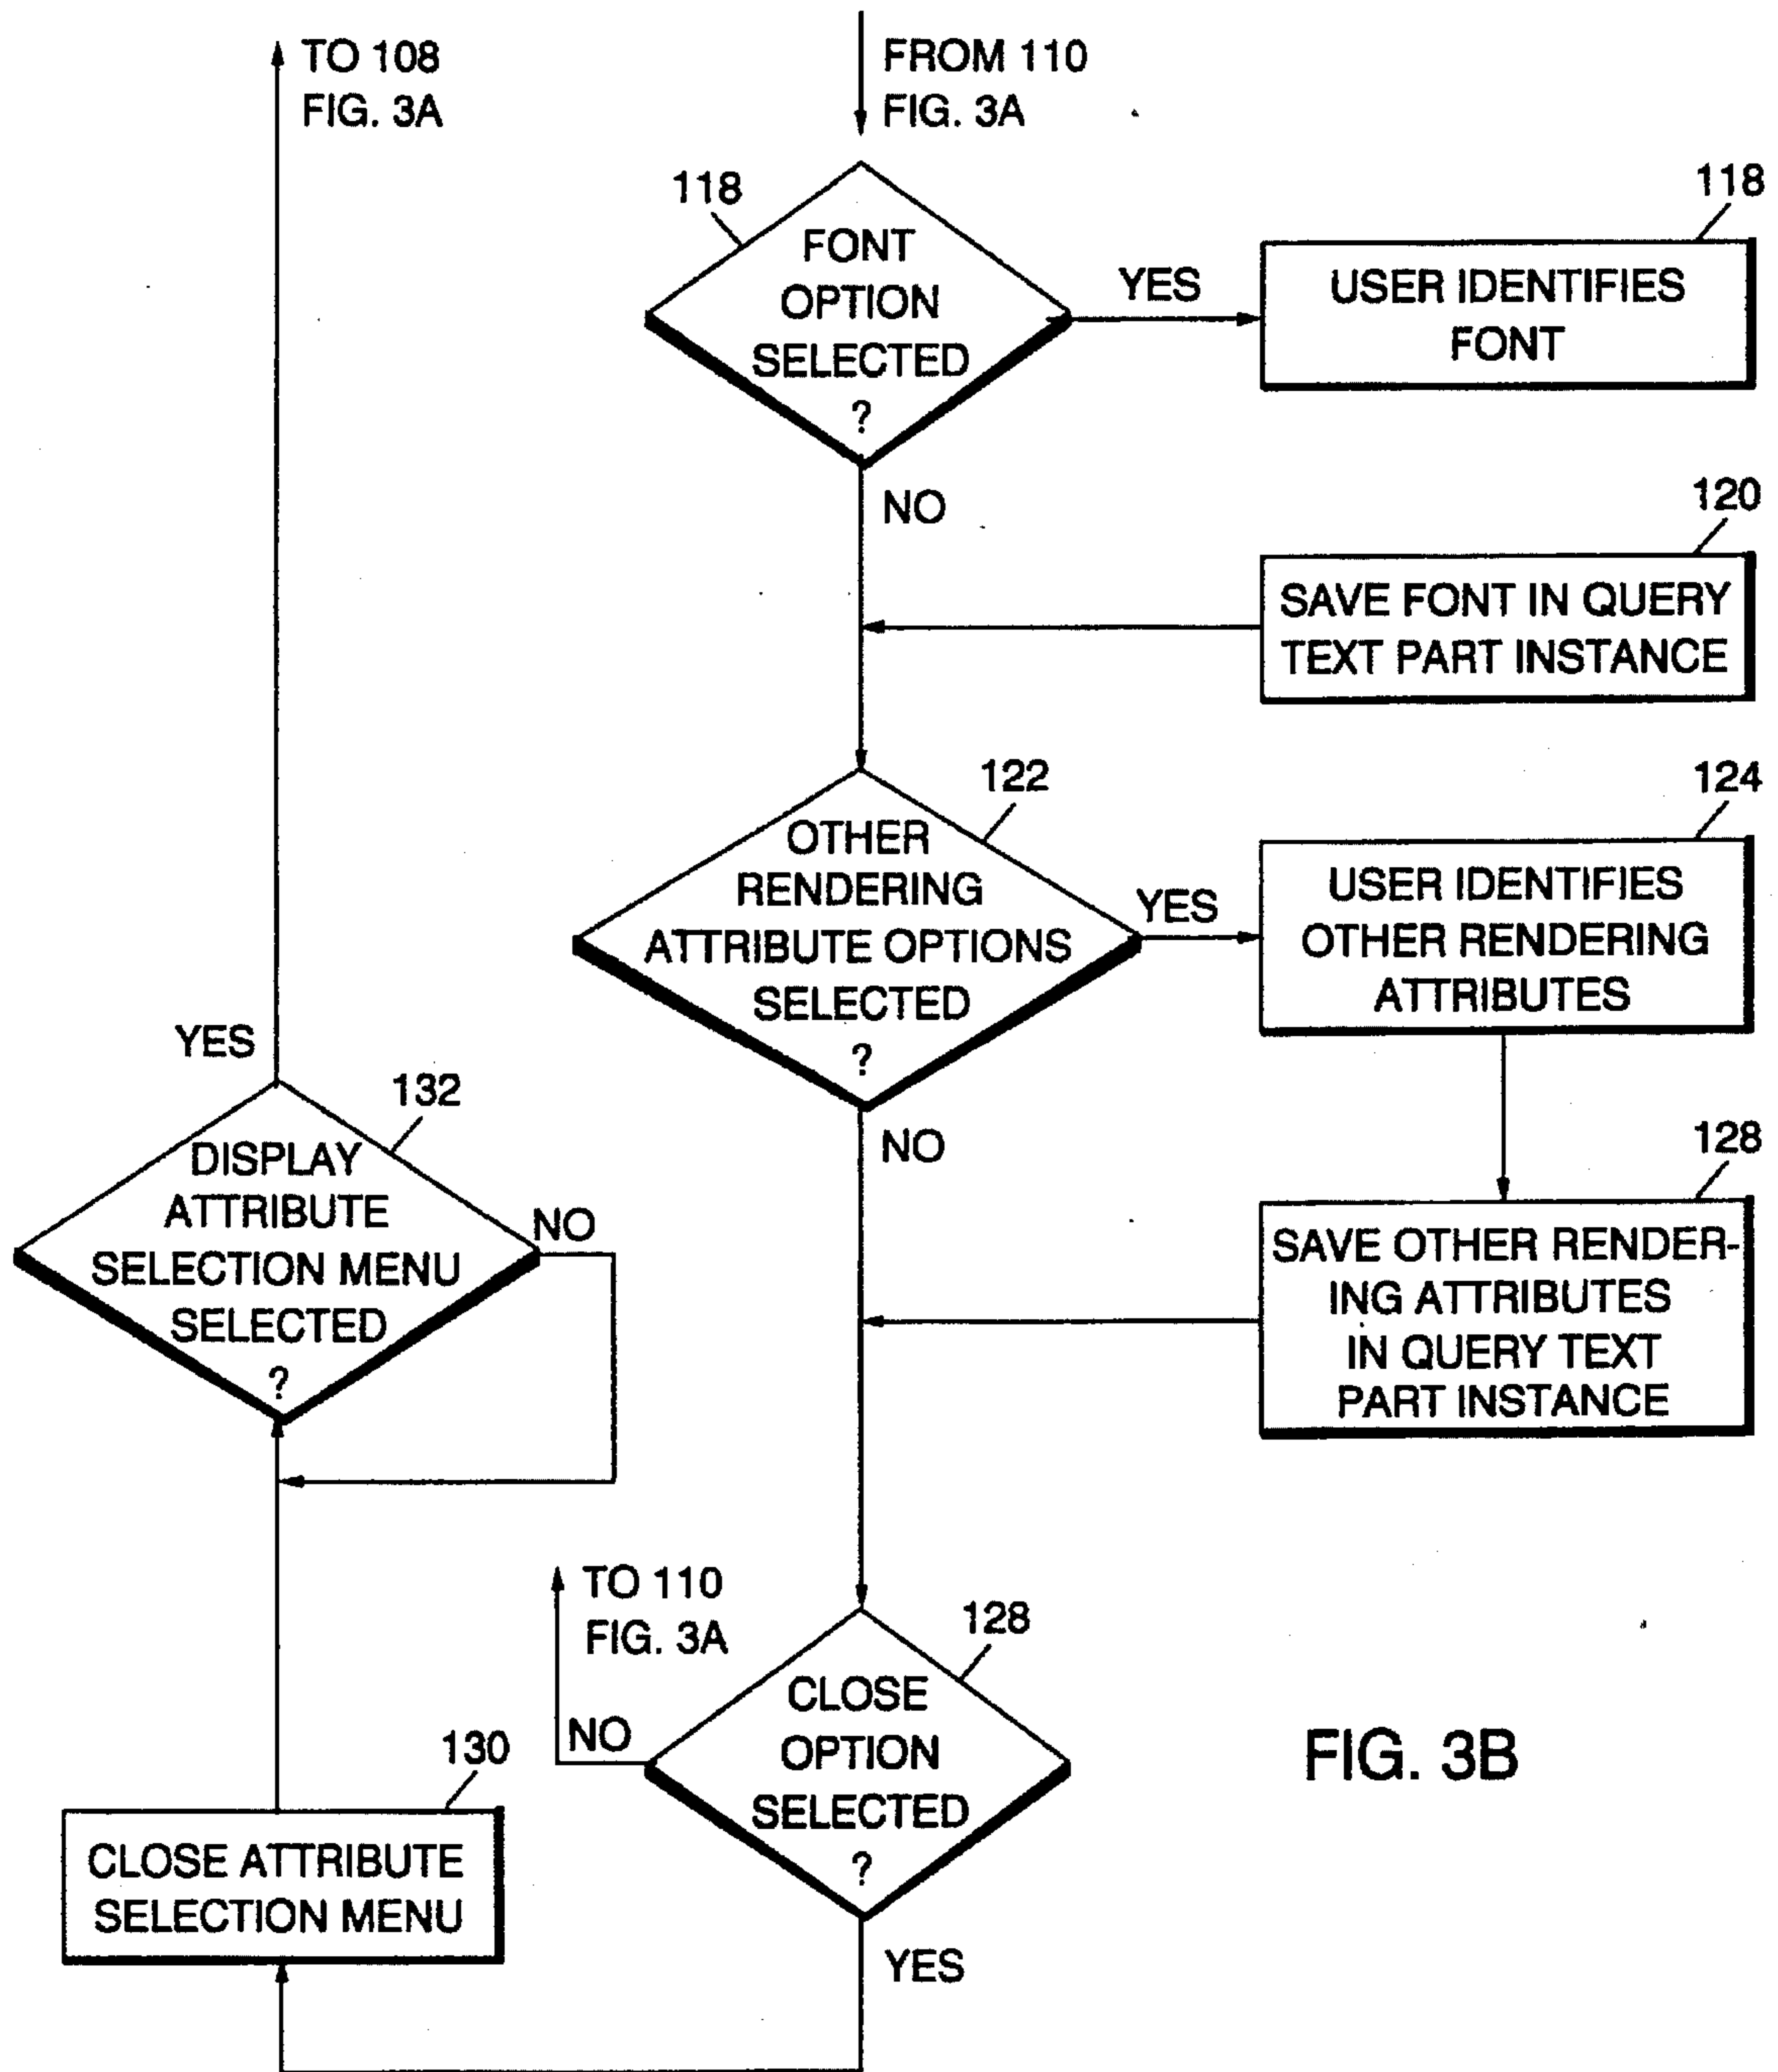 TO 108
FIG. 3A
FROM 110
FIG. 3A
118
FONT
OPTION
SELECTED
?
YES
118
USER IDENTIFIES
FONT
NO
120
SAVE FONT IN QUERY
TEXT PART INSTANCE
122
OTHER
RENDERING
ATTRIBUTE OPTIONS
SELECTED
?
YES
124
USER IDENTIFIES
OTHER RENDERING
ATTRIBUTES
NO
128
SAVE OTHER RENDER-
ING ATTRIBUTES
IN QUERY TEXT
PART INSTANCE
YES
132
DISPLAY
ATTRIBUTE
SELECTION MENU
SELECTED
?
NO
TO 110
FIG. 3A
128
CLOSE
OPTION
SELECTED
?
NO
YES
130
CLOSE ATTRIBUTE
SELECTION MENU
FIG. 3B